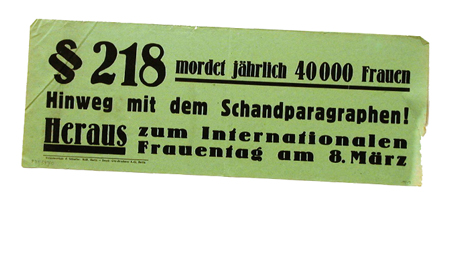 § 218 mordet jährlich 40000 Frauen
Hinweg mit dem Schandparagraphen!
Heraus zum Internationalen
Frauentag am 8. März